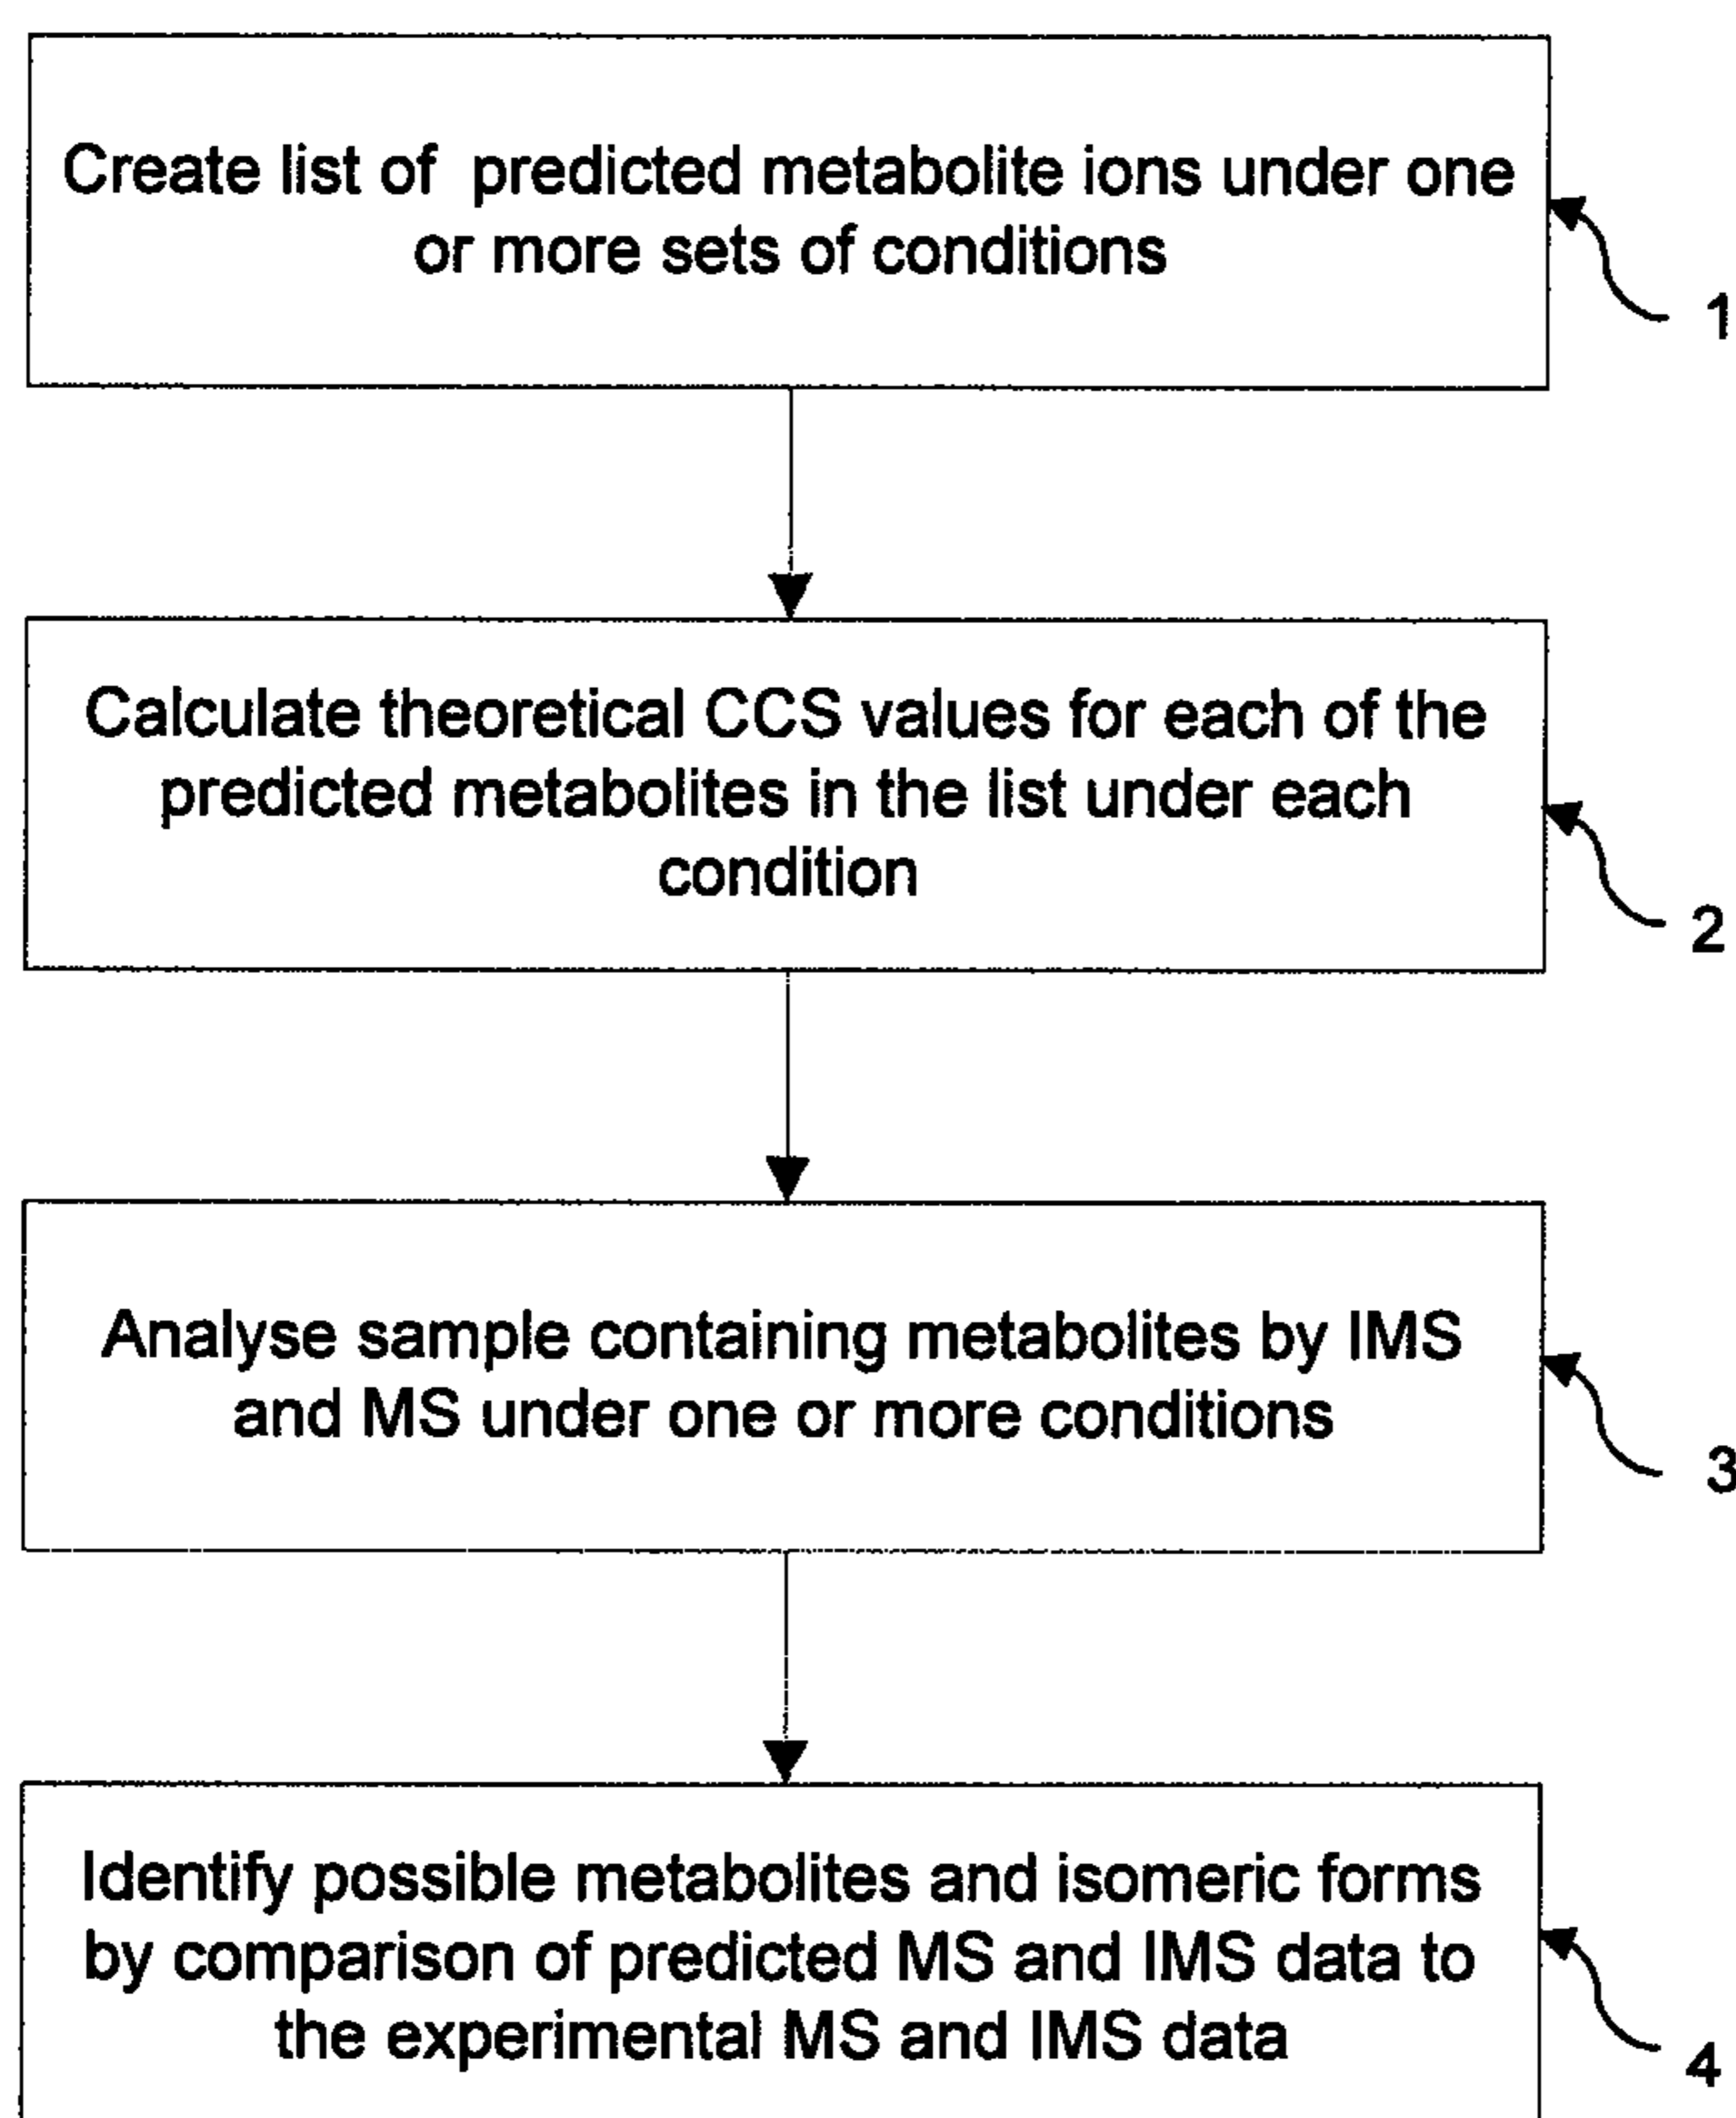 Create list of predicted metabolite ions under one
or more sets of conditions
1
Calculate theoretical CCS values for each of the
predicted metabolites in the list under each
condition
2
Analyse sample containing metabolites by IMS
and MS under one or more conditions
3
Identify possible metabolites and isomeric forms
by comparison of predicted MS and IMS data to
the experimental MS and IMS data
4